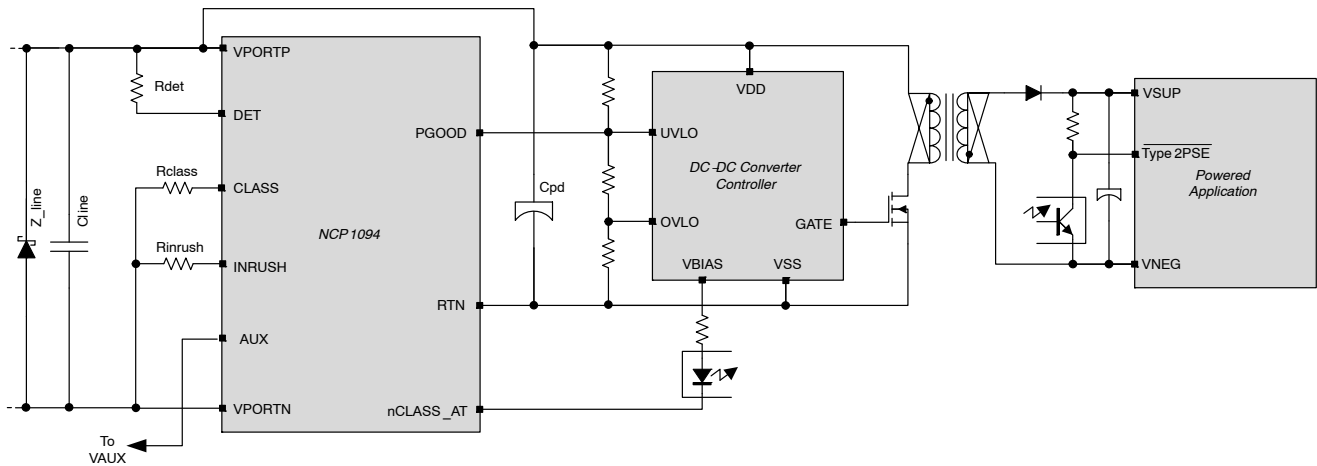 VPORTP
Rdet
DET
Rclass
CLASS
Z_line
Cline
NCP1094
Rinrush
INRUSH
AUX
VPORTN
To
VAUX
PGOOD
RTN
nCLASS_AT
Cpd
VDD
UVLO
DC-DC Converter
Controller
OVLO
GATE
VBIAS
VSS
VSUP
Type 2PSE
Powered
Application
VNEG